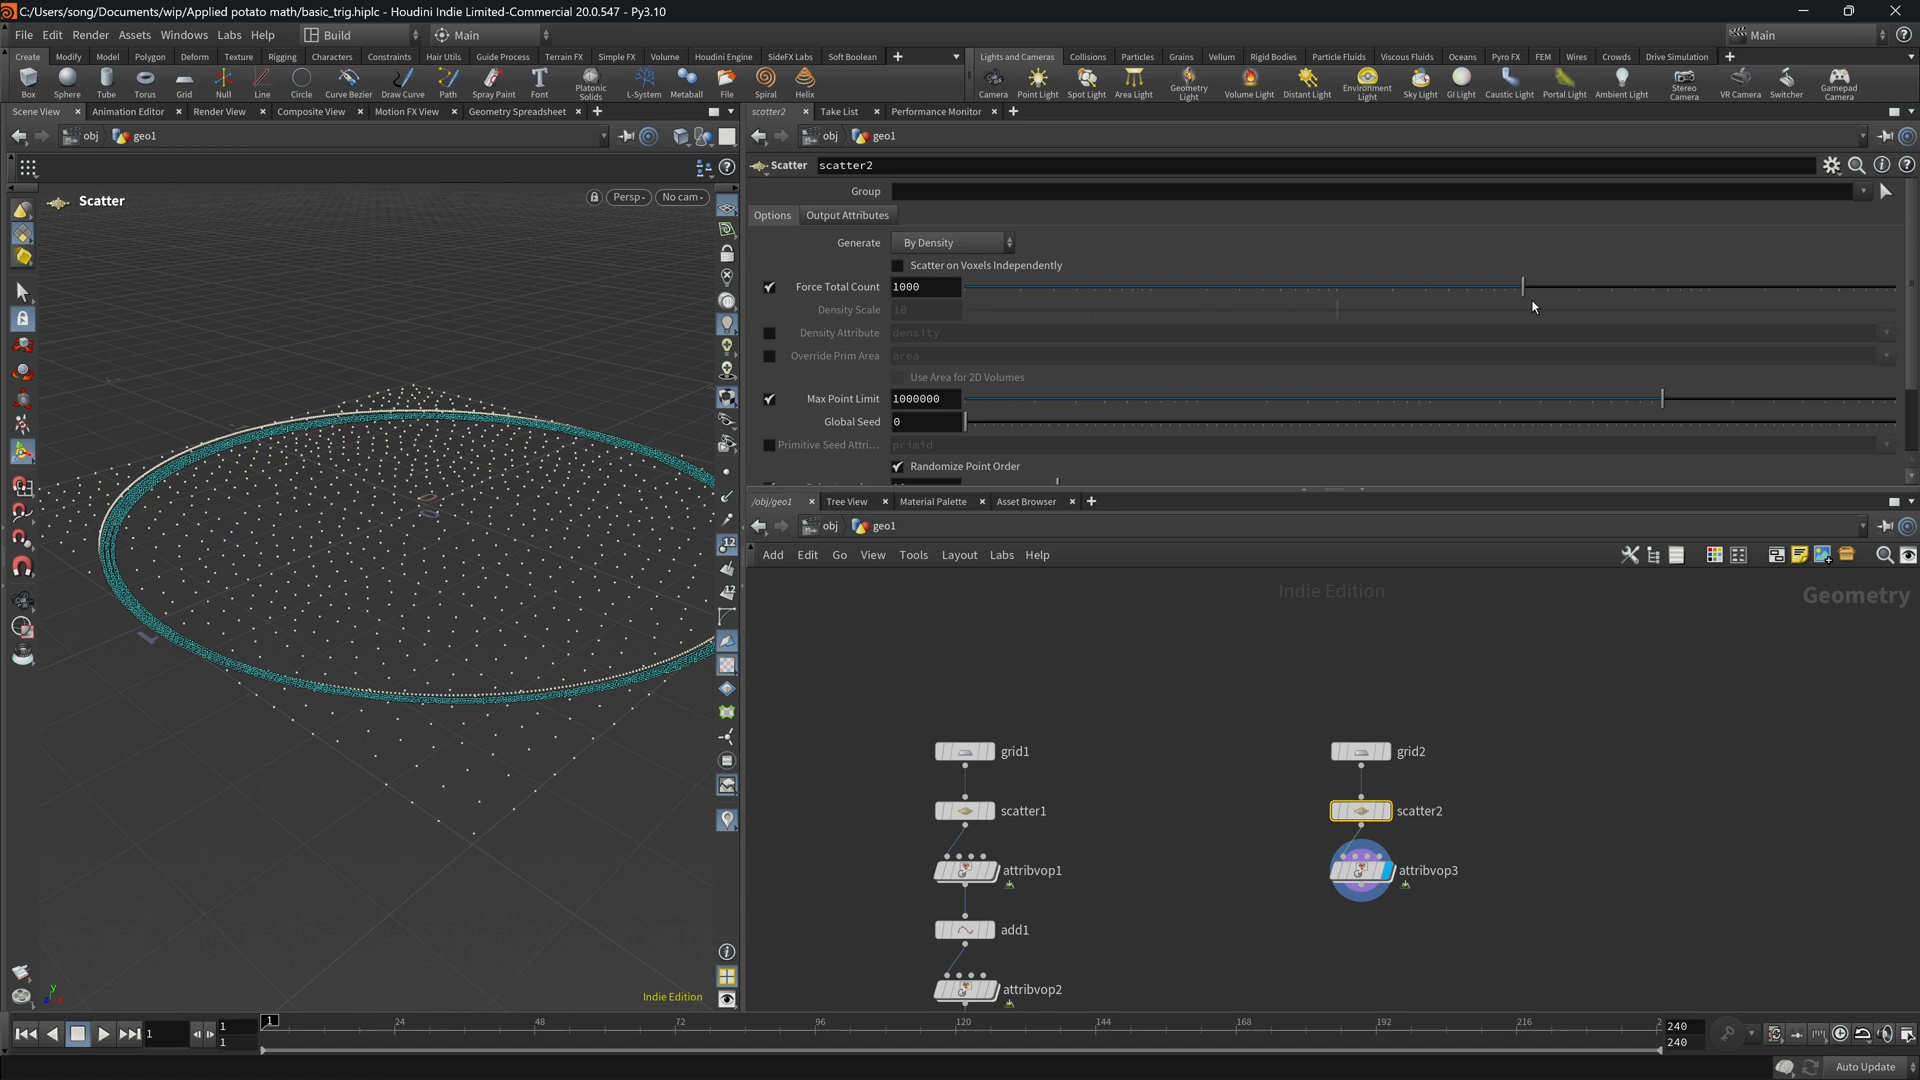 C:/Users/song/Documents/wip/Applied potato math/basic_trig.hiplc - Houdini Indie Limited-Commercial 20.0.547 - Py3.10
File Edit Render Assets Windows Labs Help Build Main Main
Create Modify Model Polygon Deform Texture Rigging Characters Constraints Hair Utils Guide Process Terrain FX Simple FX Volume Houdini Engine SideFX Labs Soft Boolean
Lights and Cameras Collisions Particles Grains Vellum Rigid Bodies Particle Fluids Viscous Fluids Oceans Pyro FX FEM Wires Crowds Drive Simulation
Box Sphere Tube Torus Grid Null Line Circle Curve Bezier Draw Curve Path Spray Paint Font Platonic Solids L-System Metaball File Spiral Helix
Camera Point Light Spot Light Area Light Geometry Light Volume Light Distant Light Environment Light Sky Light GI Light Caustic Light Portal Light Ambient Light Stereo Camera VR Camera Switcher Gamepad Camera
Scene View Animation Editor Render View Composite View Motion FX View Geometry Spreadsheet
scatter2 Take List Performance Monitor
obj geo1
obj geo1
Scatter scatter2
Scatter
Persp No cam
Group
Options Output Attributes
Generate By Density
Scatter on Voxels Independently
Force Total Count 1000
Density Scale 10
Density Attribute density
Override Prim Area area
Use Area for 2D Volumes
Max Point Limit 1000000
Global Seed 0
Primitive Seed Attri... primid
Randomize Point Order
/obj/geo1 Tree View Material Palette Asset Browser
obj geo1
Add Edit Go View Tools Layout Labs Help
Indie Edition
Geometry
grid1
grid2
scatter1
scatter2
attribvop1
attribvop3
add1
attribvop2
Indie Edition
1 1 1 1 24 48 72 96 120 144 168 192 216 2 240
240
Auto Update